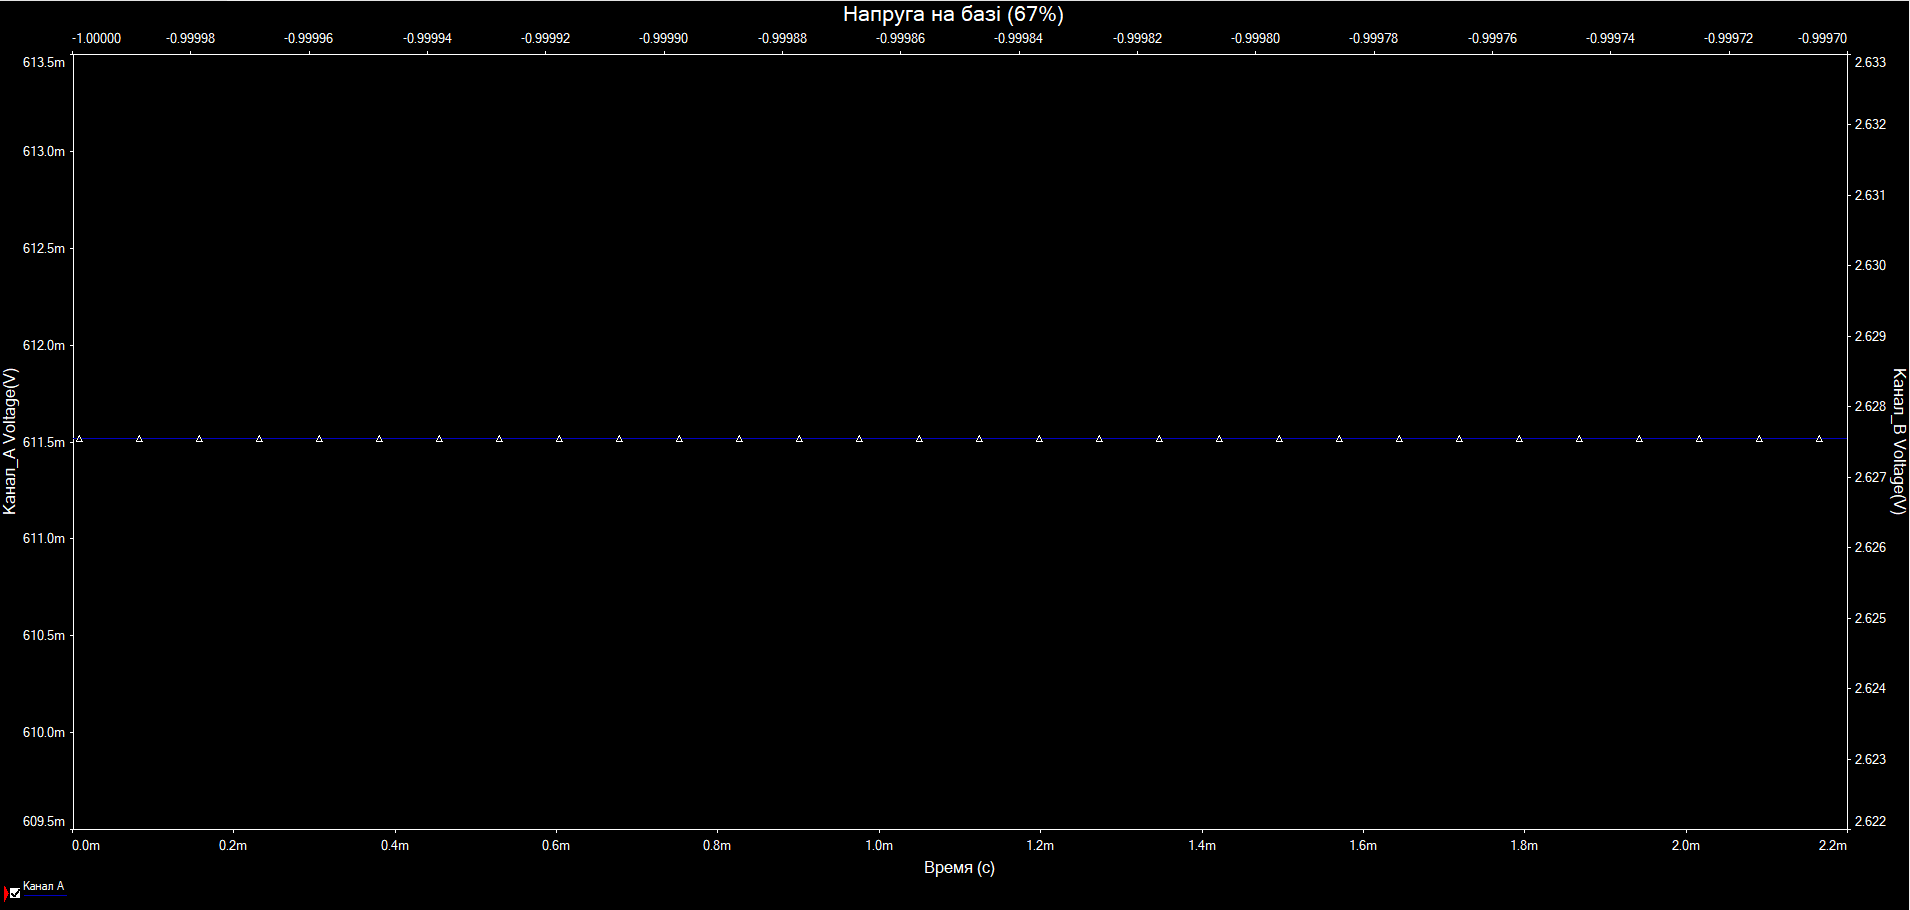 Напруга на базі (67%)
-1.00000 -0.99998 -0.99996 -0.99994 -0.99992 -0.99990 -0.99988 -0.99986 -0.99984 -0.99982 -0.99980 -0.99978 -0.99976 -0.99974 -0.99972 -0.99970
613.5m
613.0m
612.5m
612.0m
611.5m
611.0m
610.5m
610.0m
609.5m
Канал_A Voltage(V)
2.633
2.632
2.631
2.630
2.629
2.628
2.627
2.626
2.625
2.624
2.623
2.622
Канал_B Voltage(V)
0.0m 0.2m 0.4m 0.6m 0.8m 1.0m 1.2m 1.4m 1.6m 1.8m 2.0m 2.2m
Время (с)
Канал A